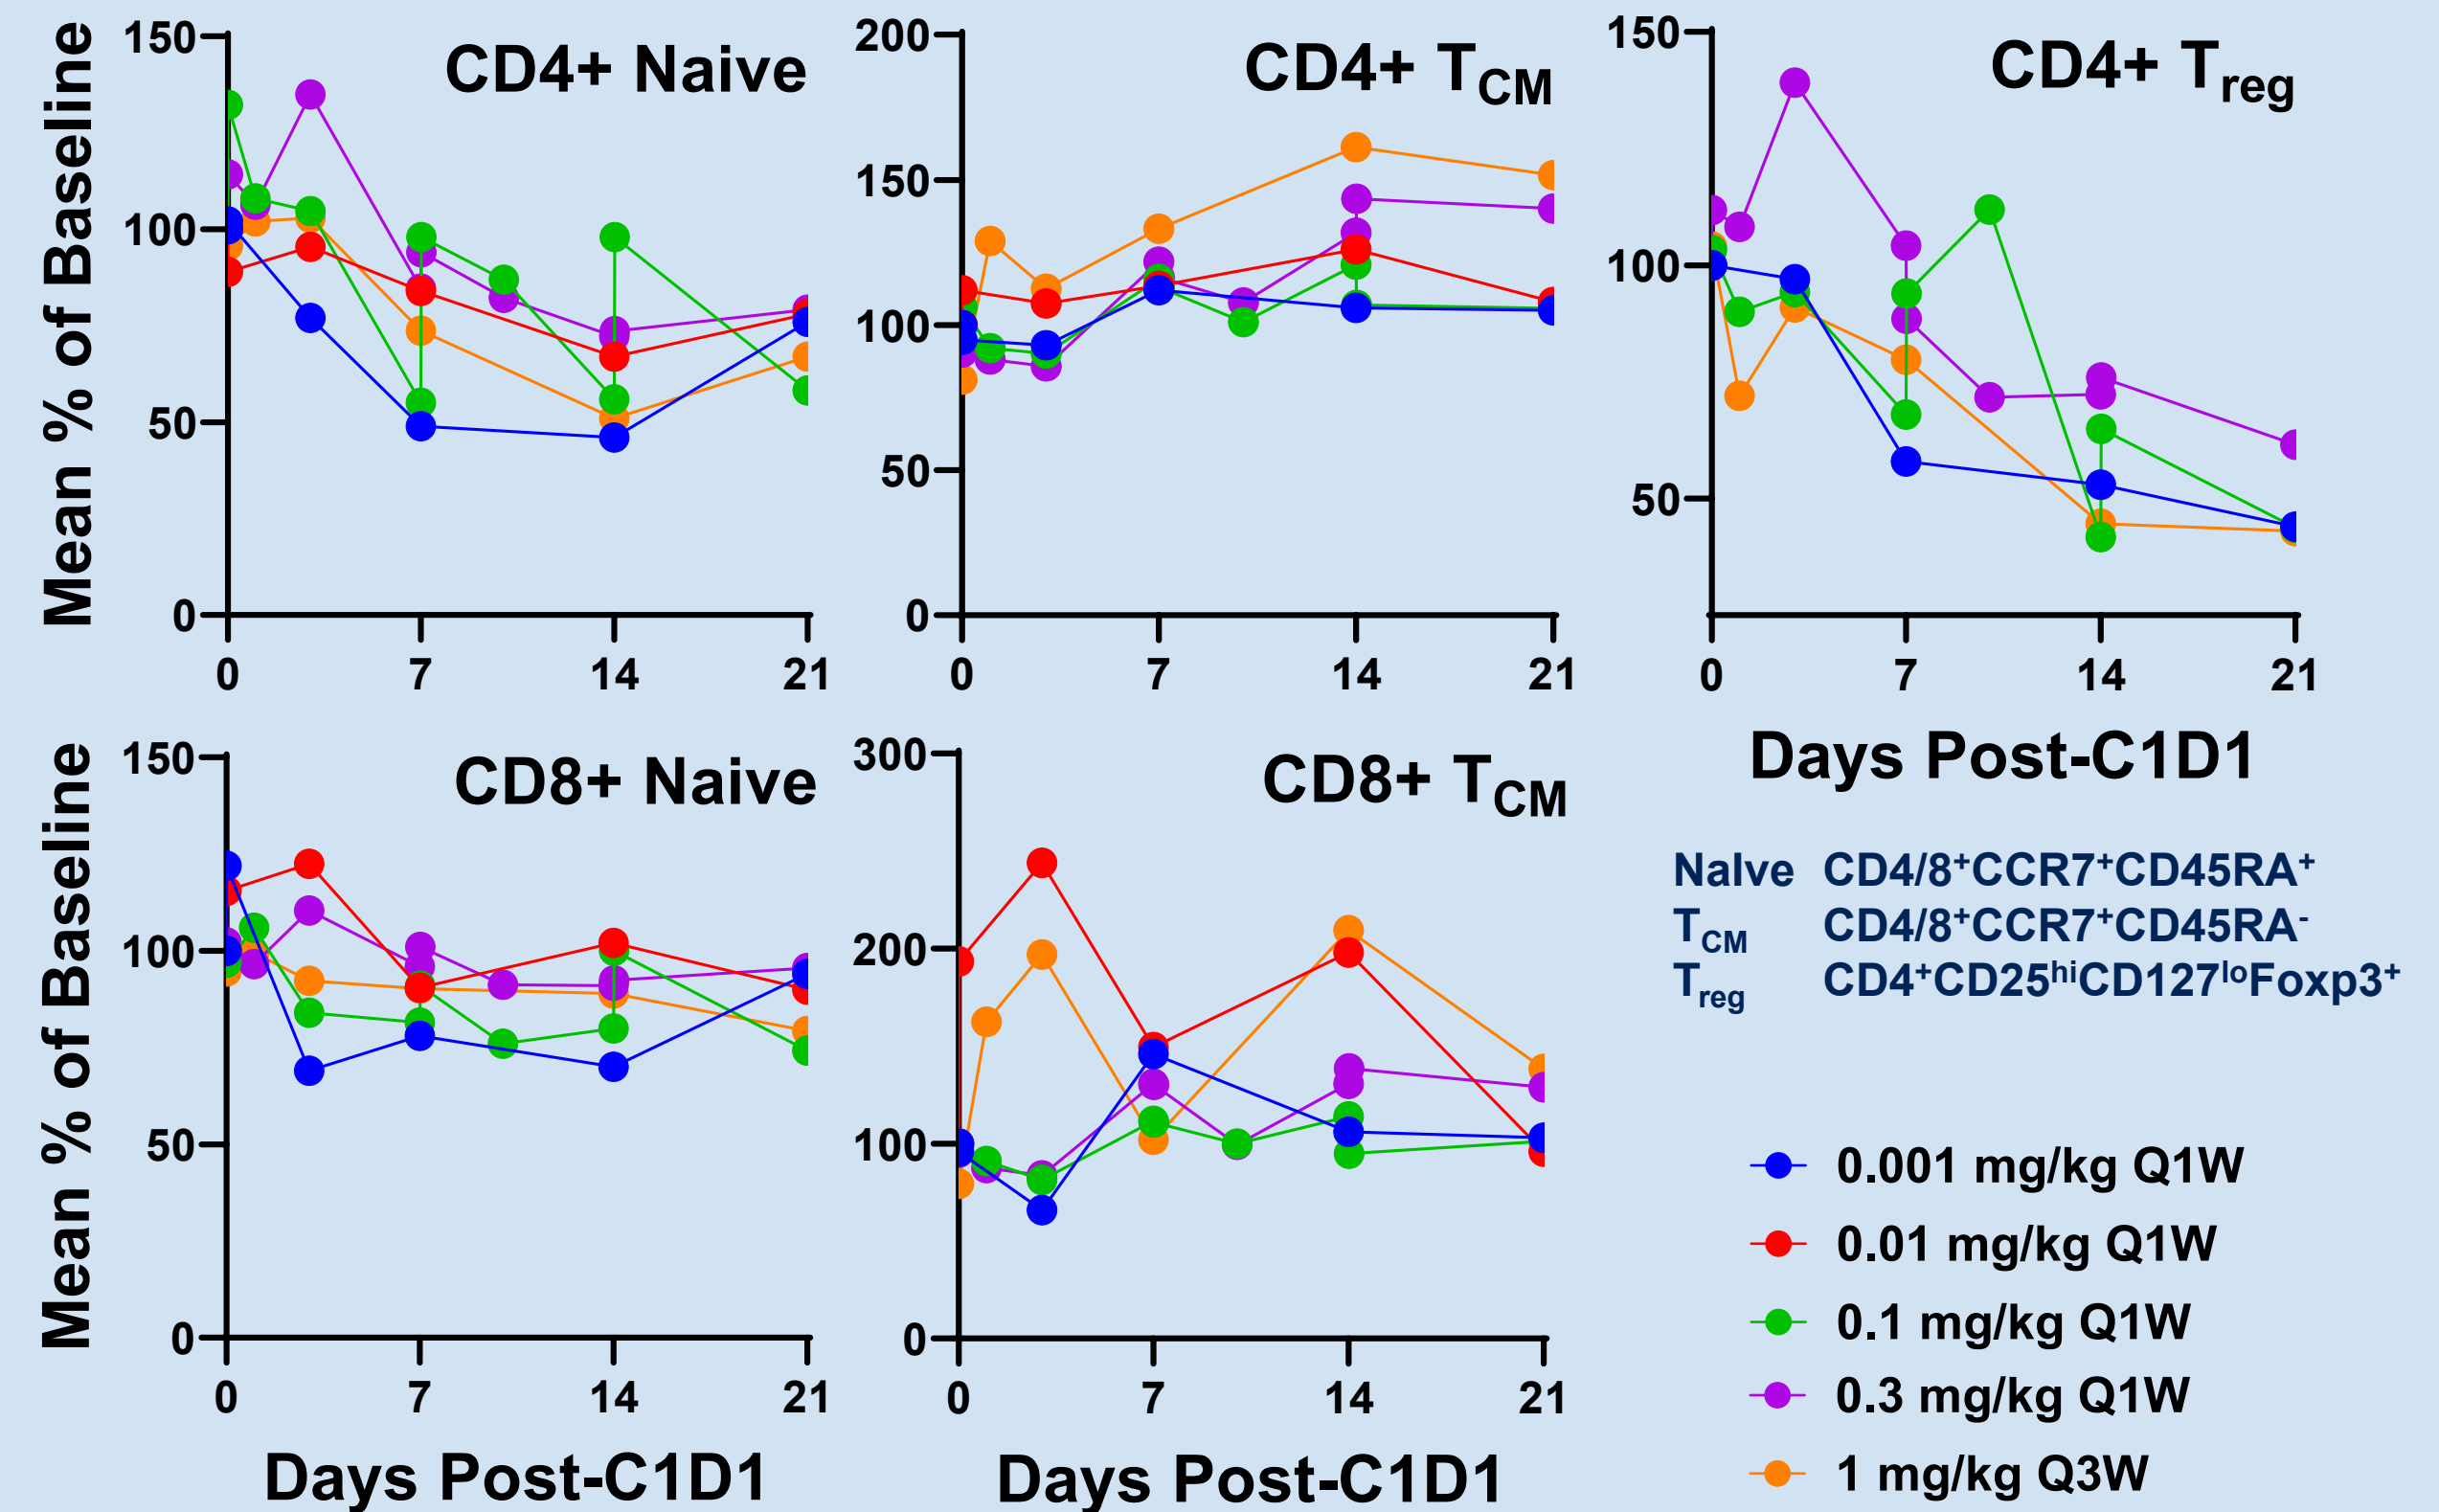 Mean % of Baseline
CD4+ Naive
150
100
50
0
0 7 14 21
CD4+ TCM
200
150
100
50
0
0 7 14 21
CD4+ Treg
150
100
50
0 7 14 21
Days Post-C1D1
Mean % of Baseline
CD8+ Naive
150
100
50
0
0 7 14 21
Days Post-C1D1
CD8+ TCM
300
200
100
0
0 7 14 21
Days Post-C1D1
NaIve CD4/8+CCR7+CD45RA+
TCM CD4/8+CCR7+CD45RA-
Treg CD4+CD25hiCD127loFoxp3+
0.001 mg/kg Q1W
0.01 mg/kg Q1W
0.1 mg/kg Q1W
0.3 mg/kg Q1W
1 mg/kg Q3W